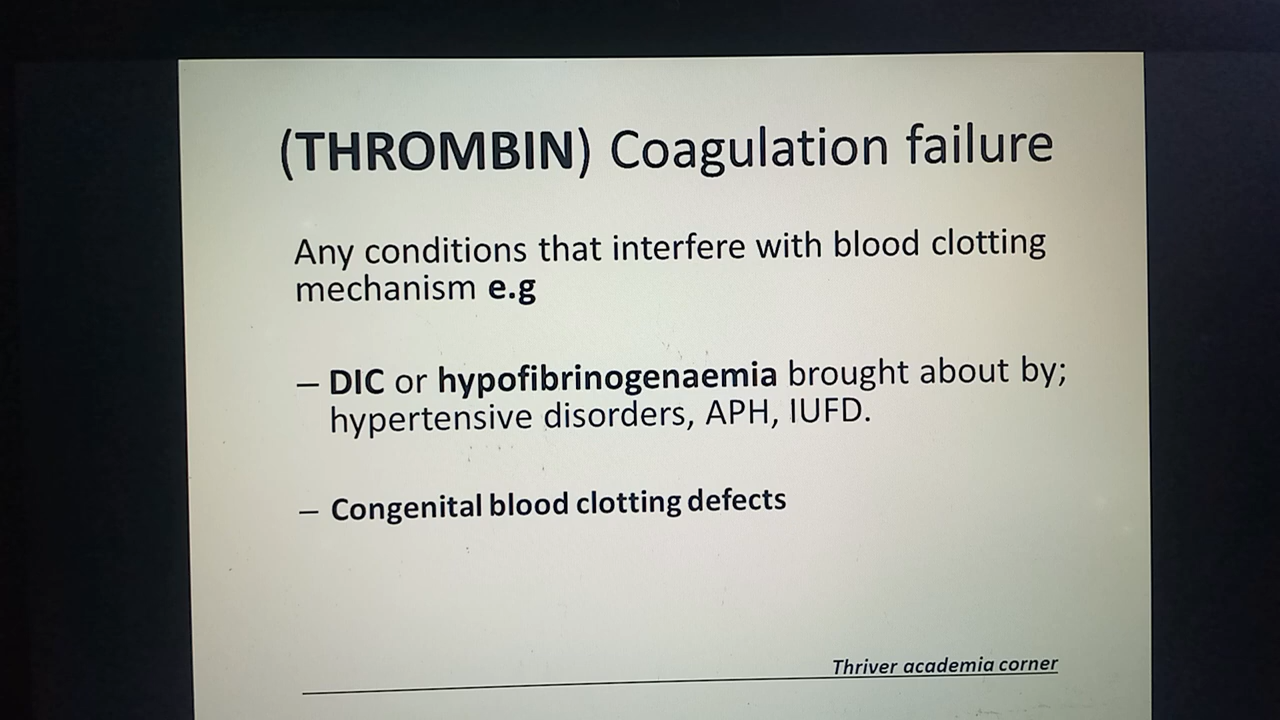 (THROMBIN) Coagulation failure
Any conditions that interfere with blood clotting
mechanism e.g
– DIC or hypofibrinogenaemia brought about by;
hypertensive disorders, APH, IUFD.
– Congenital blood clotting defects
Thriver academia corner